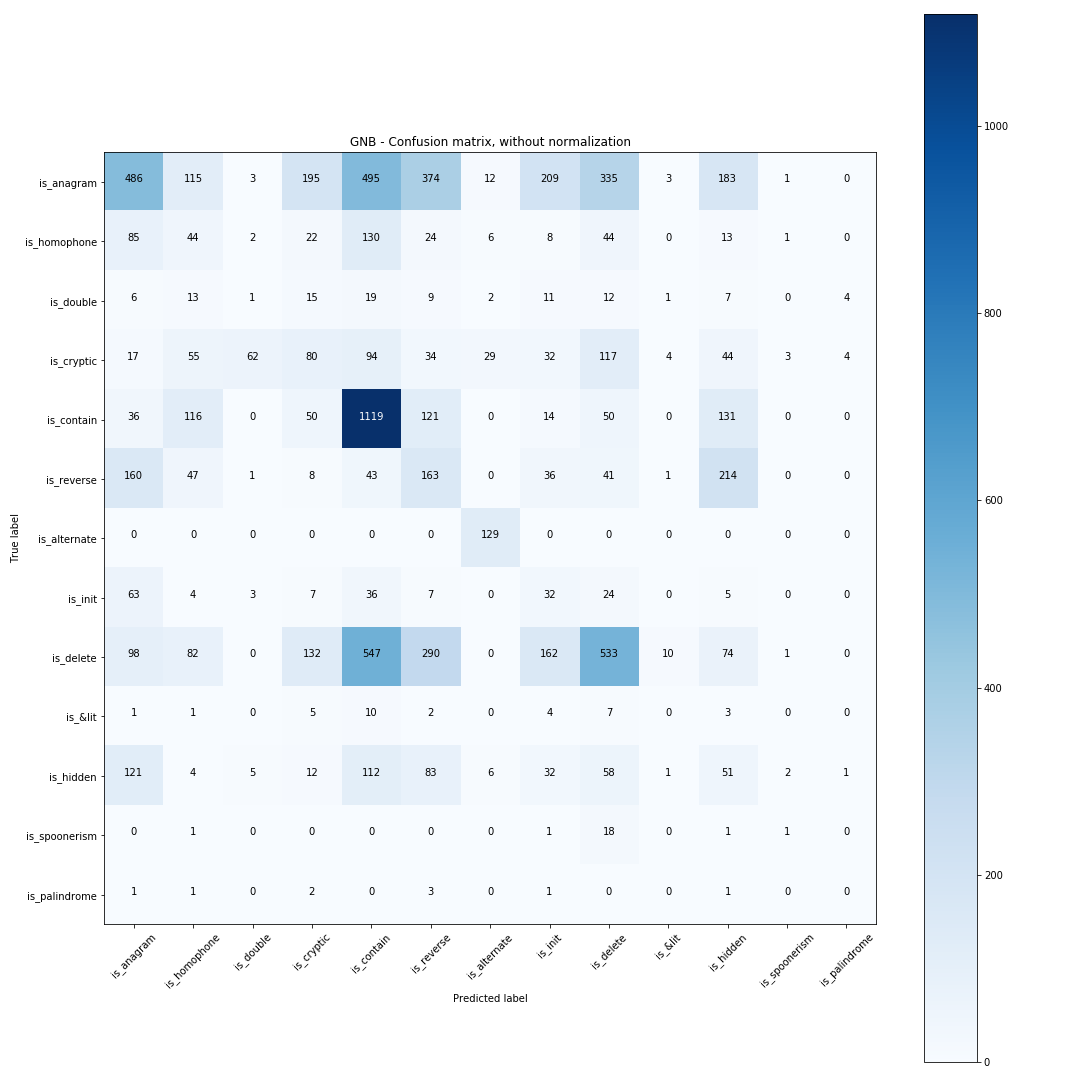 GNB - Confusion matrix, without normalization
is_anagram 486 115 3 195 495 374 12 209 335 3 183 1 0
is_homophone 85 44 2 22 130 24 6 8 44 0 13 1 0
is_double 6 13 1 15 19 9 2 11 12 1 7 0 4
is_cryptic 17 55 62 80 94 34 29 32 117 4 44 3 4
is_contain 36 116 0 50 1119 121 0 14 50 0 131 0 0
is_reverse 160 47 1 8 43 163 0 36 41 1 214 0 0
is_alternate 0 0 0 0 0 0 129 0 0 0 0 0 0
is_init 63 4 3 7 36 7 0 32 24 0 5 0 0
is_delete 98 82 0 132 547 290 0 162 533 10 74 1 0
is_&lit 1 1 0 5 10 2 0 4 7 0 3 0 0
is_hidden 121 4 5 12 112 83 6 32 58 1 51 2 1
is_spoonerism 0 1 0 0 0 0 0 1 18 0 1 1 0
is_palindrome 1 1 0 2 0 3 0 1 0 0 1 0 0
True label
is_anagram is_homophone is_double is_cryptic is_contain is_reverse is_alternate is_init is_delete is_&lit is_hidden is_spoonerism is_palindrome
Predicted label
1000
800
600
400
200
0